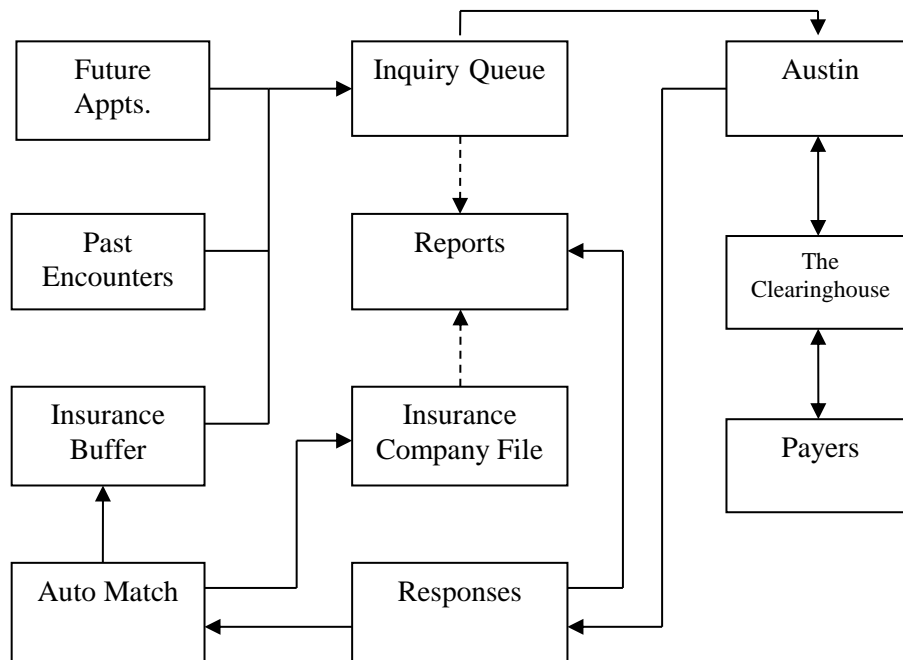 Future
Appts.
Inquiry Queue
Austin
Past
Encounters
Reports
The
Clearinghouse
Insurance
Buffer
Insurance
Company File
Payers
Auto Match
Responses